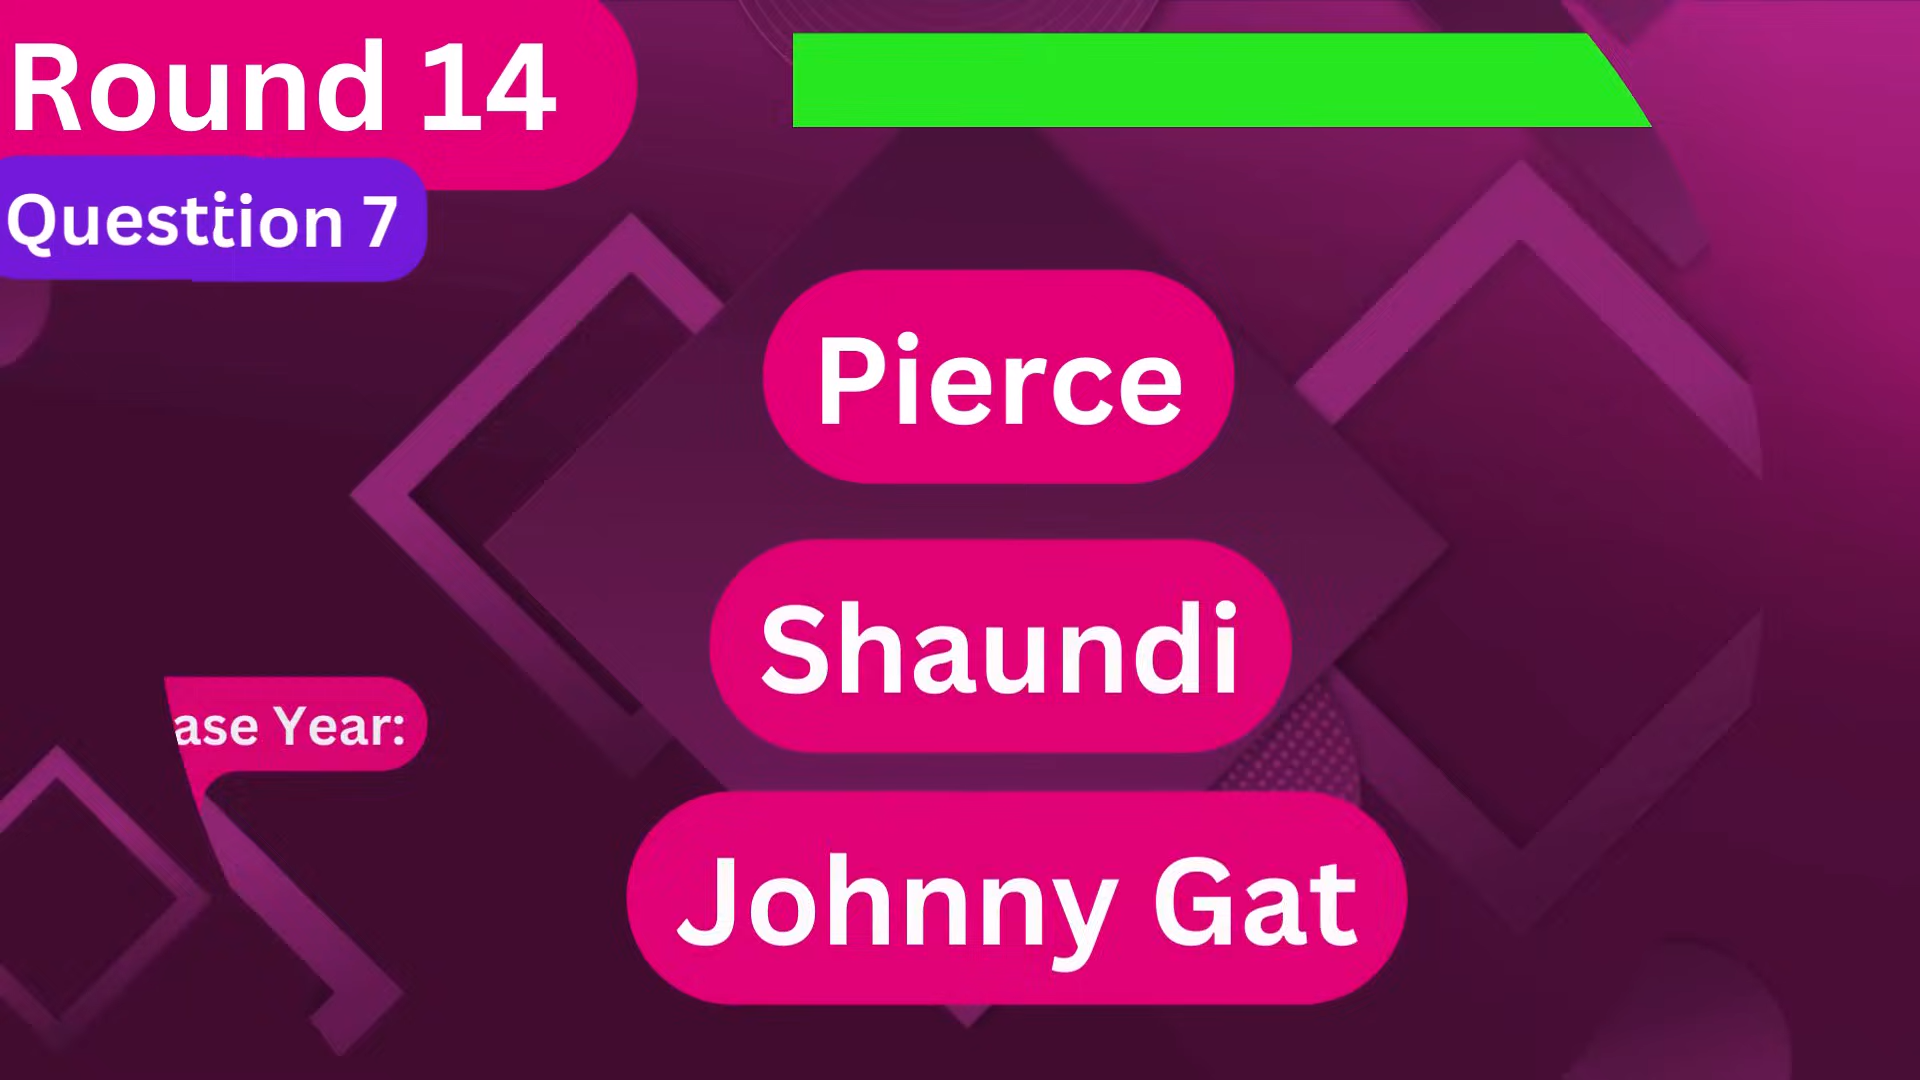 Round 14
Question 7
Pierce
Shaundi
ase Year:
Johnny Gat